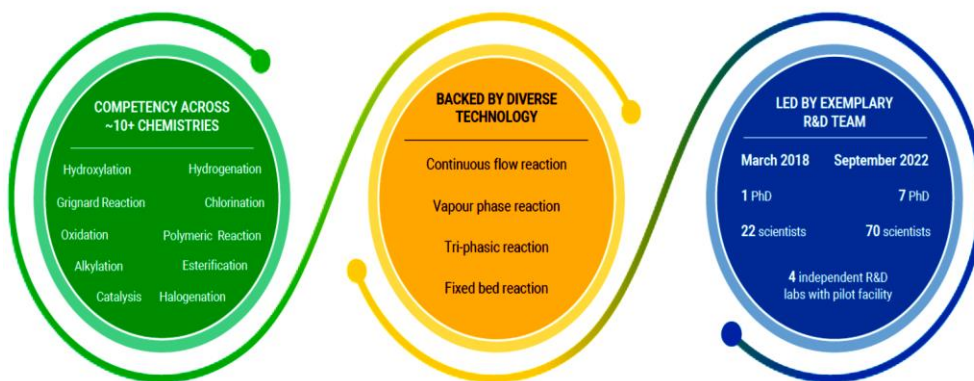 COMPETENCY ACROSS
~10+ CHEMISTRIES
Hydroxylation Hydrogenation
Grignard Reaction Chlorination
Oxidation Polymeric Reaction
Alkylation Esterification
Catalysis Halogenation
BACKED BY DIVERSE
TECHNOLOGY
Continuous flow reaction
Vapour phase reaction
Tri-phasic reaction
Fixed bed reaction
LED BY EXEMPLARY
R&D TEAM
March 2018 September 2022
1 PhD 7 PhD
22 scientists 70 scientists
4 independent R&D
labs with pilot facility